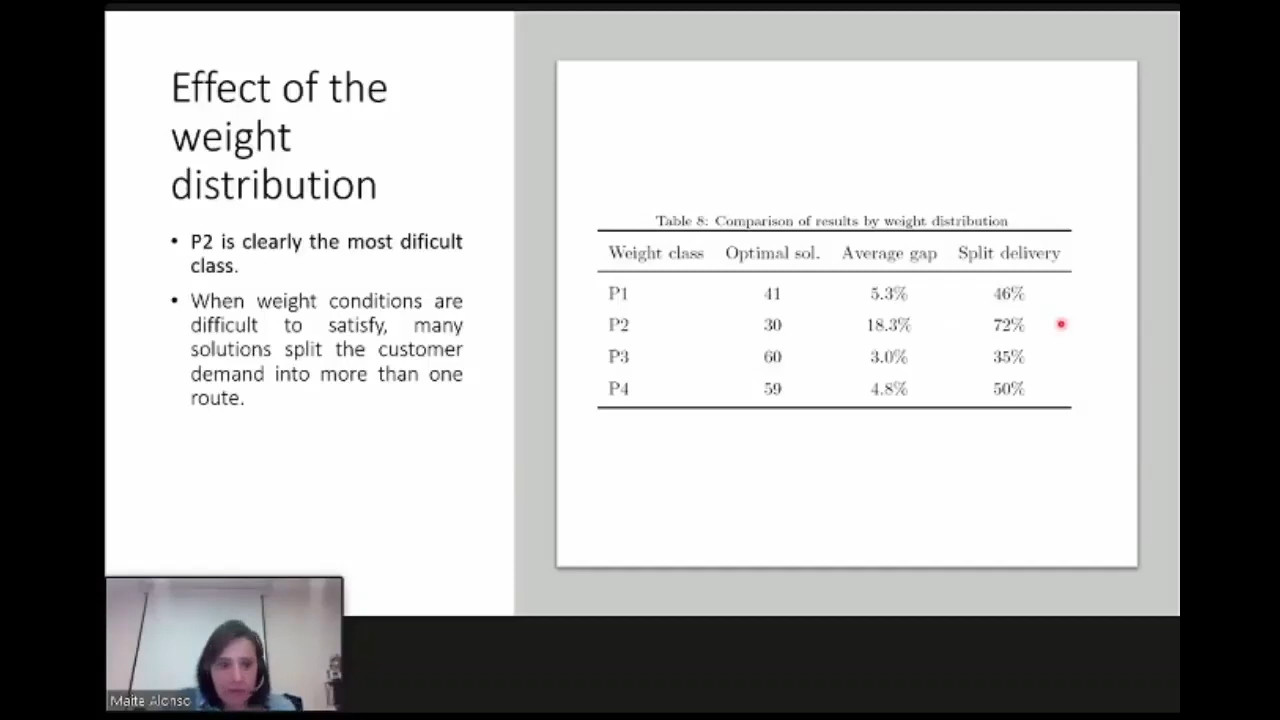 Effect of the
weight
distribution
• P2 is clearly the most dificult
class.
• When weight conditions are
difficult to satisfy, many
solutions split the customer
demand into more than one
route.
Table 8: Comparison of results by weight distribution
Weight class Optimal sol. Average gap Split delivery
P1 41 5.3% 46%
P2 30 18.3% 72%
P3 60 3.0% 35%
P4 59 4.8% 50%
Maite Alonso